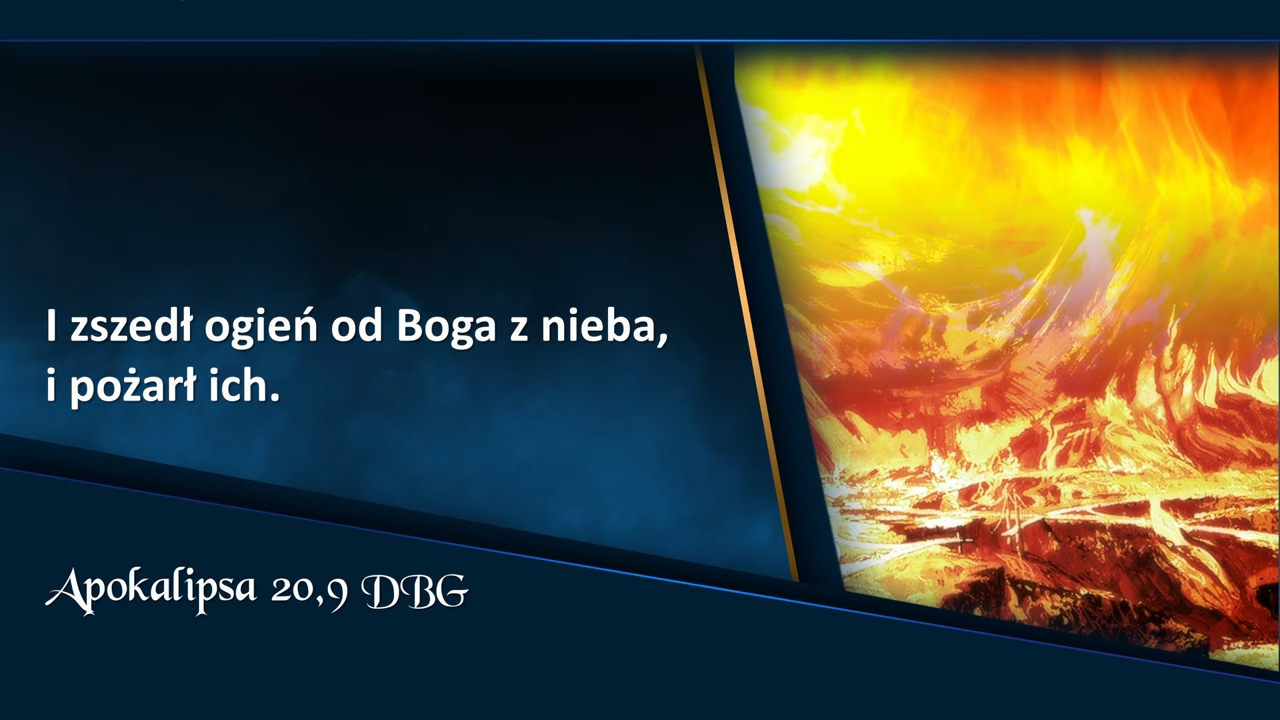 I zszedł ogień od Boga z nieba,
i pożarł ich.
Apokalipsa 20,9 DBG